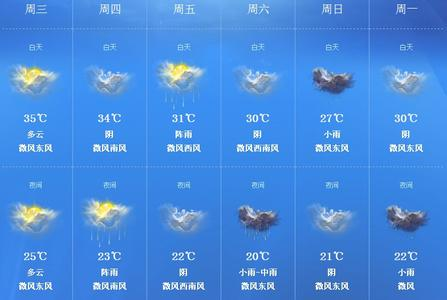 周三 周四 周五 周六 周日 周一
白天 白天 白天 白天 白天 白天
35℃ 34℃ 31℃ 30℃ 27℃ 30℃
多云 阴 阵雨 阴 小雨 阴
微风东风 微风南风 微风西风 微风西南风 微风东风 微风东风
夜间 夜间 夜间 夜间 夜间 夜间
25℃ 23℃ 22℃ 20℃ 21℃ 22℃
多云 阵雨 阴 小雨~中雨 阴 小雨
微风东风 微风南风 微风西南风 微风东风 微风东风 微风